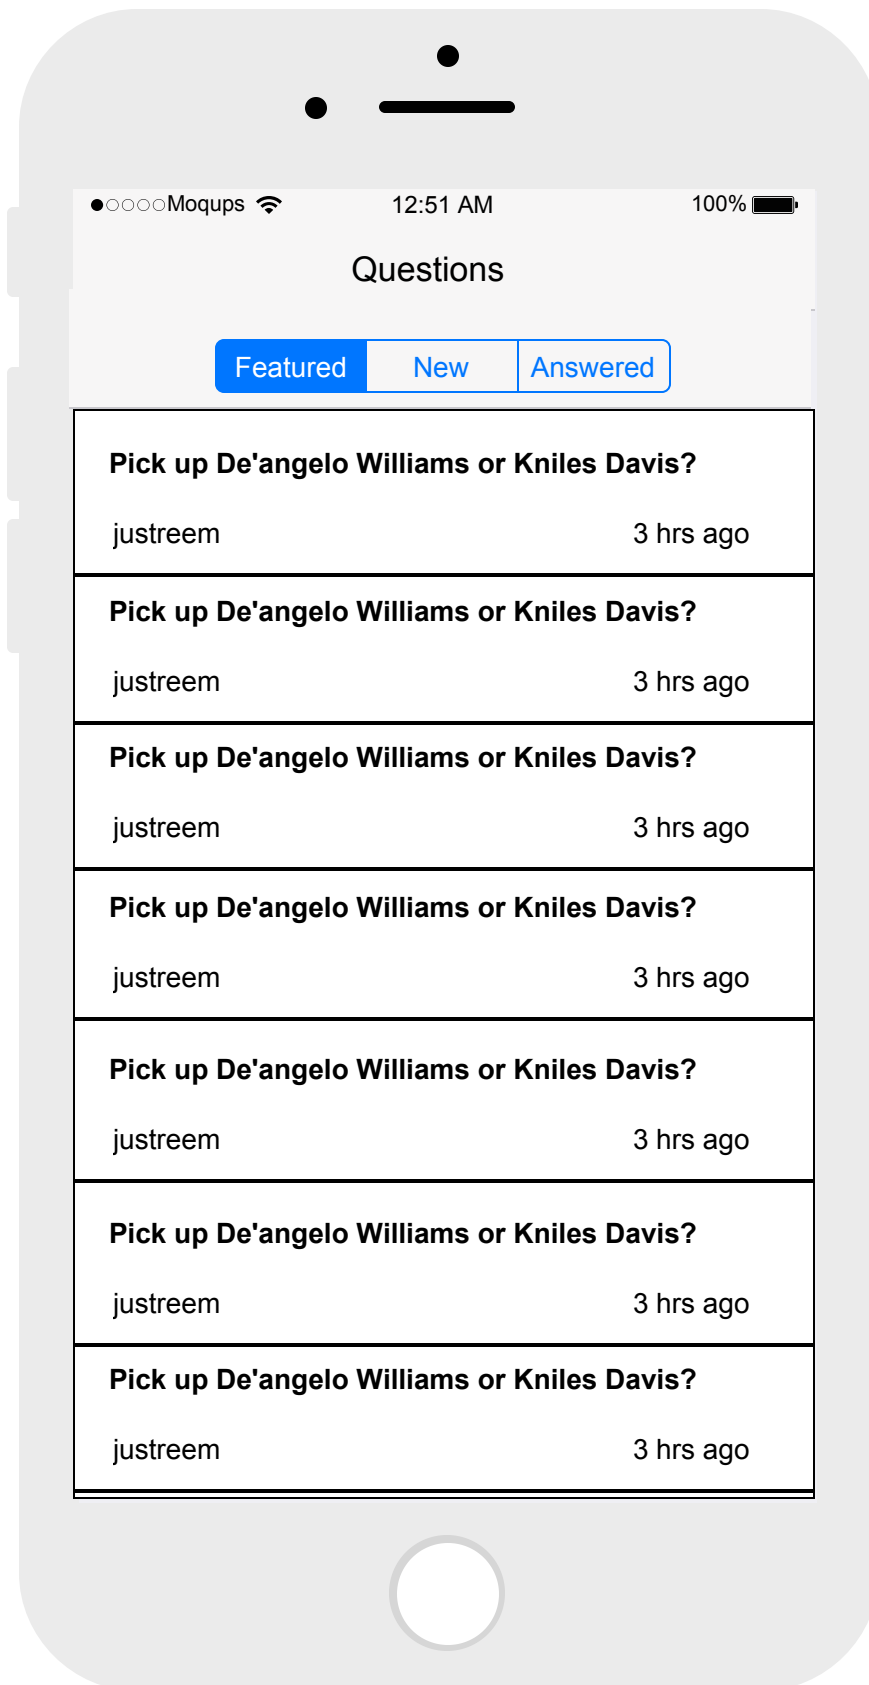 Moqups 12:51 AM 100%
Questions
Featured New Answered
Pick up De'angelo Williams or Kniles Davis?
justreem 3 hrs ago
Pick up De'angelo Williams or Kniles Davis?
justreem 3 hrs ago
Pick up De'angelo Williams or Kniles Davis?
justreem 3 hrs ago
Pick up De'angelo Williams or Kniles Davis?
justreem 3 hrs ago
Pick up De'angelo Williams or Kniles Davis?
justreem 3 hrs ago
Pick up De'angelo Williams or Kniles Davis?
justreem 3 hrs ago
Pick up De'angelo Williams or Kniles Davis?
justreem 3 hrs ago